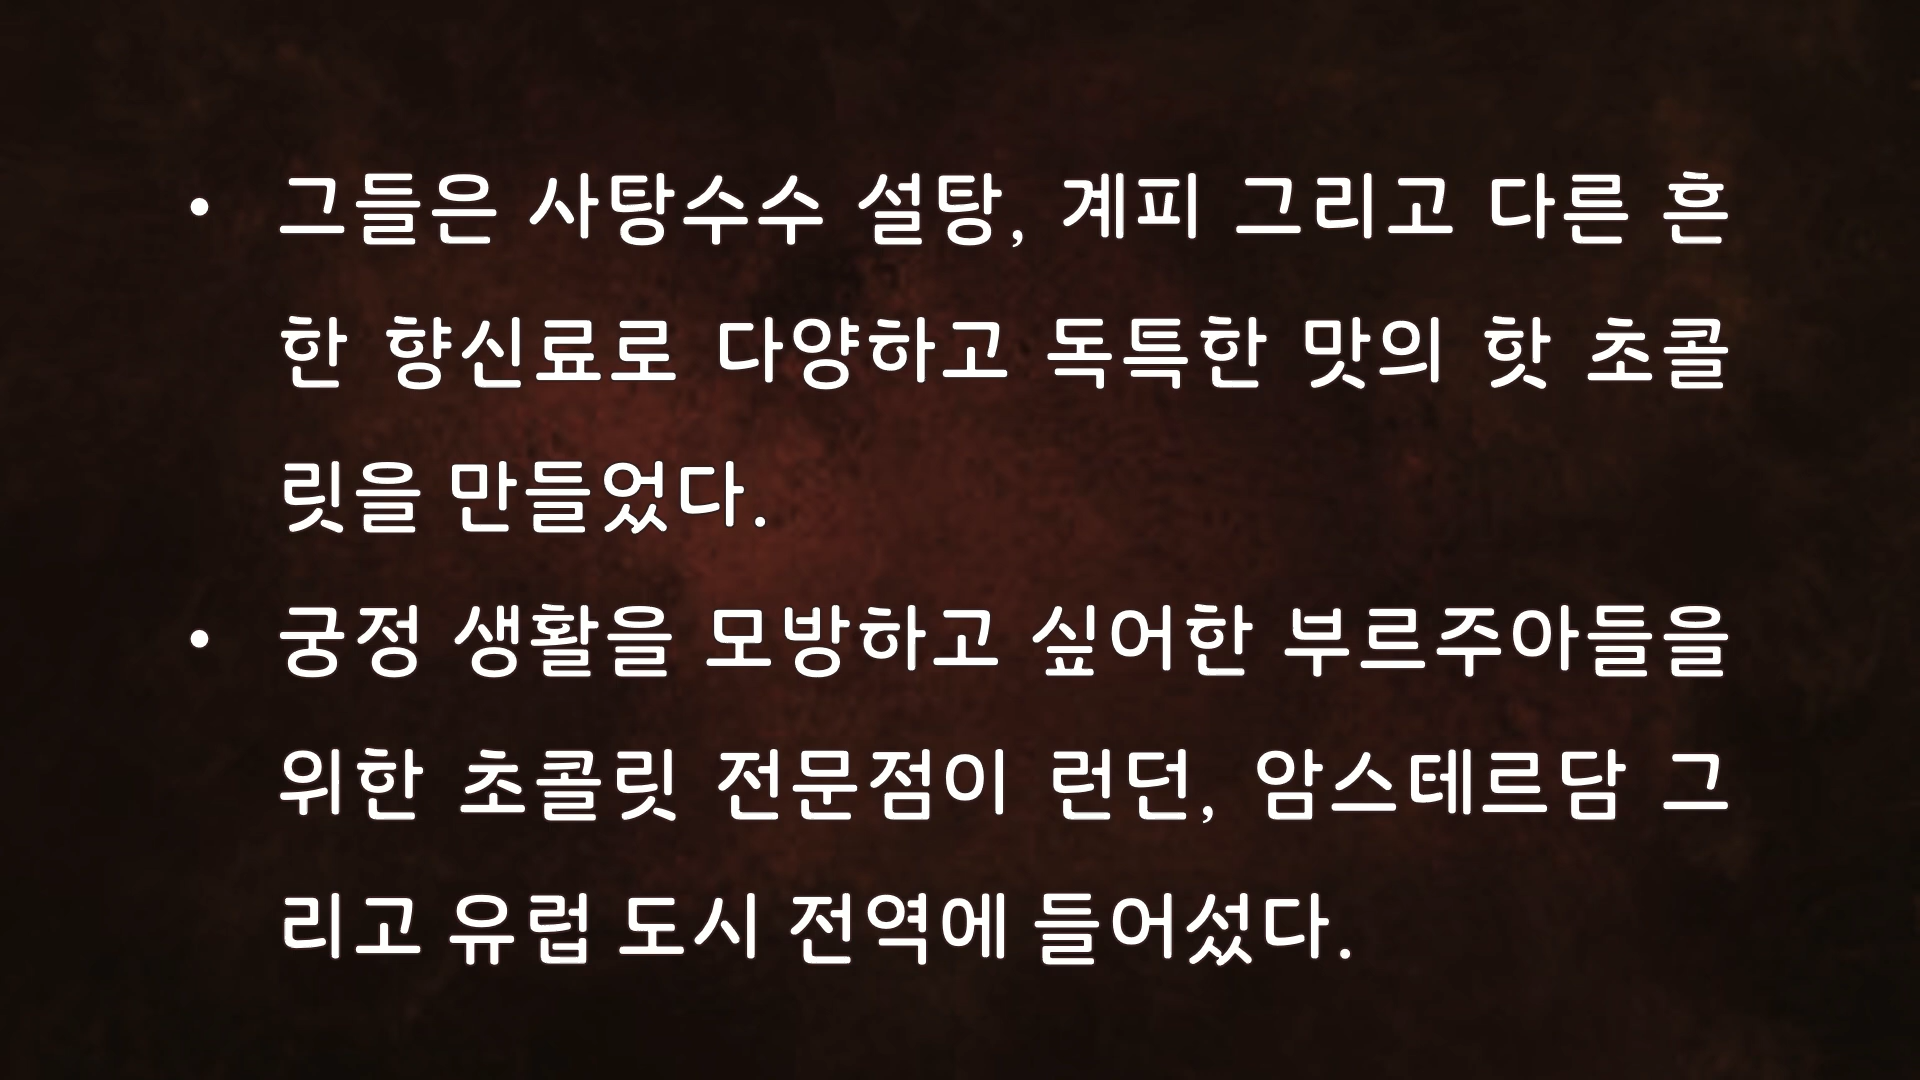 • 그들은 사탕수수 설탕, 계피 그리고 다른 흔
한 향신료로 다양하고 독특한 맛의 핫 초콜
릿을 만들었다.
• 궁정 생활을 모방하고 싶어한 부르주아들을
위한 초콜릿 전문점이 런던, 암스테르담 그
리고 유럽 도시 전역에 들어섰다.